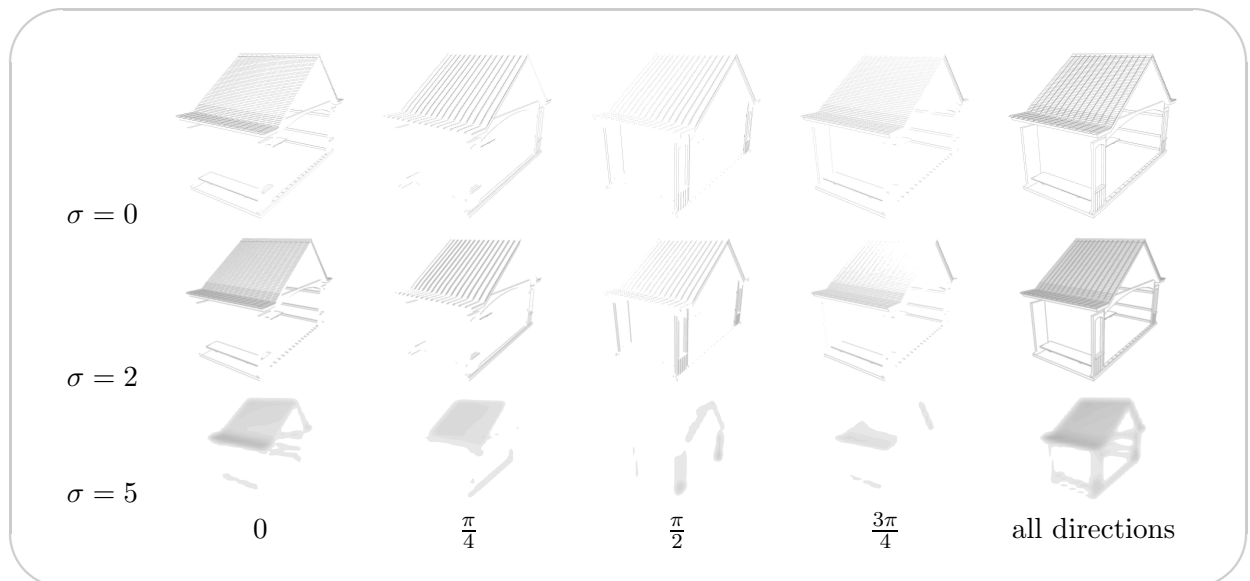 σ = 0
σ = 2
σ = 5
0 π/4 π/2 3π/4 all directions